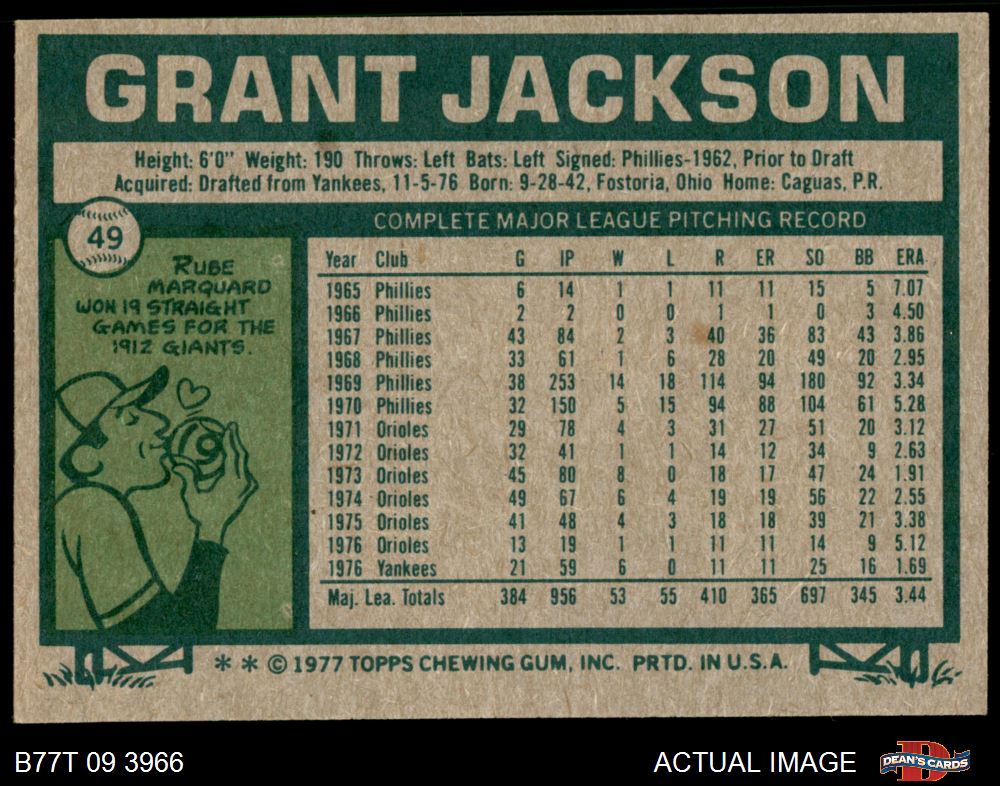 GRANT JACKSON
Height: 6'0" Weight: 190 Throws: Left Bats: Left Signed: Phillies-1962, Prior to Draft
Acquired: Drafted from Yankees, 11-5-76 Born: 9-28-42, Fostoria, Ohio Home: Caguas, P.R.
49
RUBE
MARQUARD
WON 19 STRAIGHT
GAMES FOR THE
1912 GIANTS.
COMPLETE MAJOR LEAGUE PITCHING RECORD
Year Club G IP W L R ER SO BB ERA
1965 Phillies 6 14 1 1 11 11 15 5 7.07
1966 Phillies 2 2 0 0 1 1 0 3 4.50
1967 Phillies 43 84 2 3 40 36 83 43 3.86
1968 Phillies 33 61 1 6 28 20 49 20 2.95
1969 Phillies 38 253 14 18 114 94 180 92 3.34
1970 Phillies 32 150 5 15 94 88 104 61 5.28
1971 Orioles 29 78 4 3 31 27 51 20 3.12
1972 Orioles 32 41 1 1 14 12 34 9 2.63
1973 Orioles 45 80 8 0 18 17 47 24 1.91
1974 Orioles 49 67 6 4 19 19 56 22 2.55
1975 Orioles 41 48 4 3 18 18 39 21 3.38
1976 Orioles 13 19 1 1 11 11 14 9 5.12
1976 Yankees 21 59 6 0 11 11 25 16 1.69
Maj. Lea. Totals 384 956 53 55 410 365 697 345 3.44
* * © 1977 TOPPS CHEWING GUM, INC. PRTD. IN U.S.A.
B77T 09 3966
ACTUAL IMAGE
D
DEAN'S CARDS